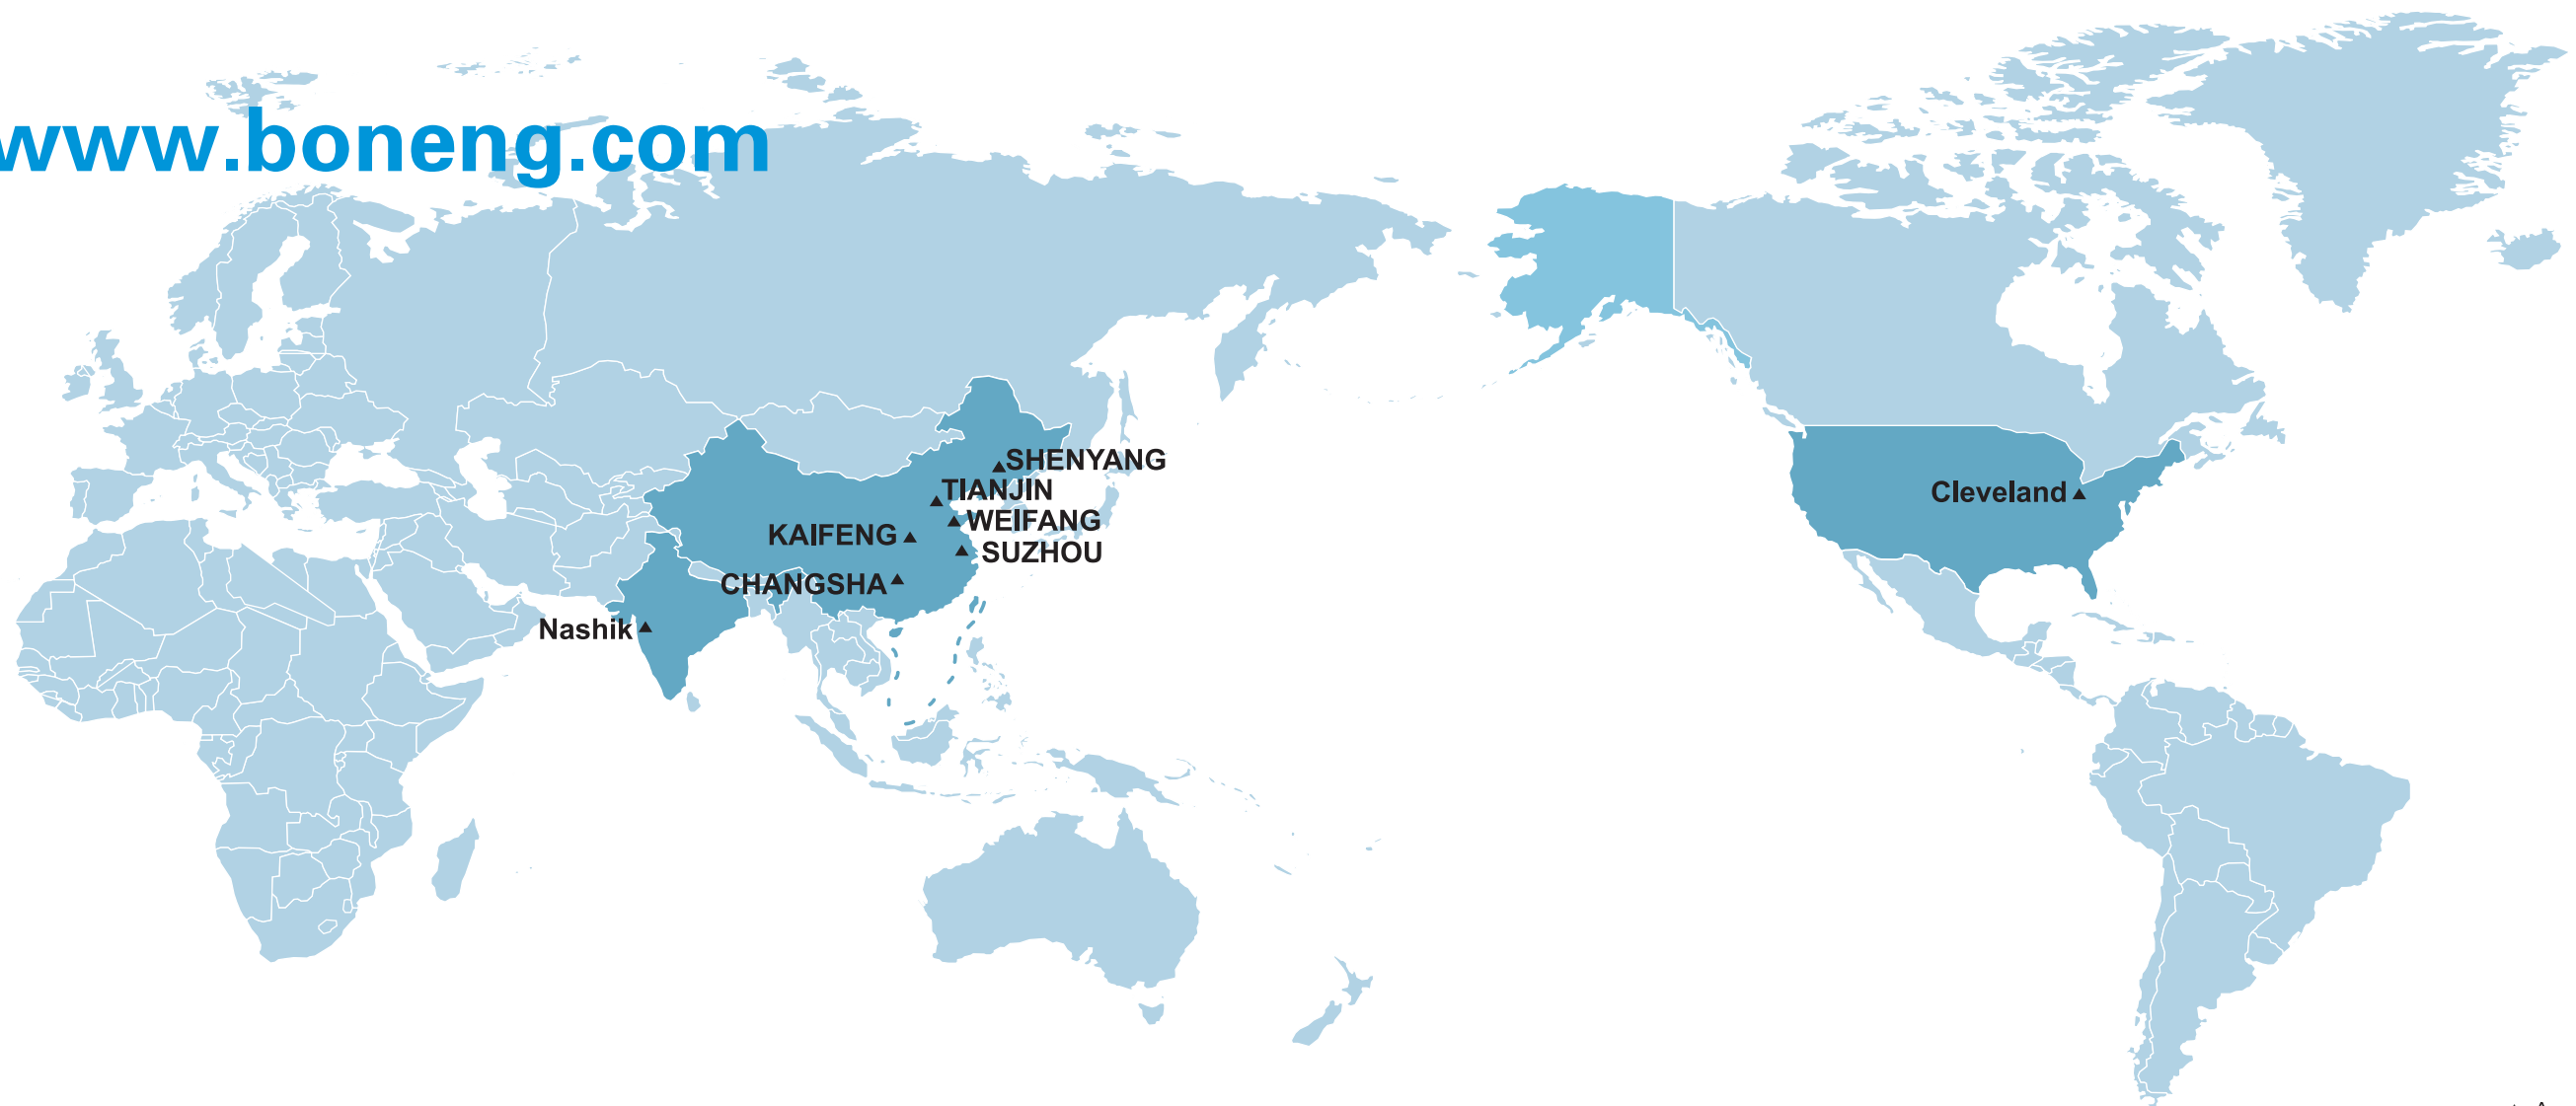 www.boneng.com
SHENYANG
TIANJIN
WEIFANG
KAIFENG
SUZHOU
CHANGSHA
Nashik
Cleveland